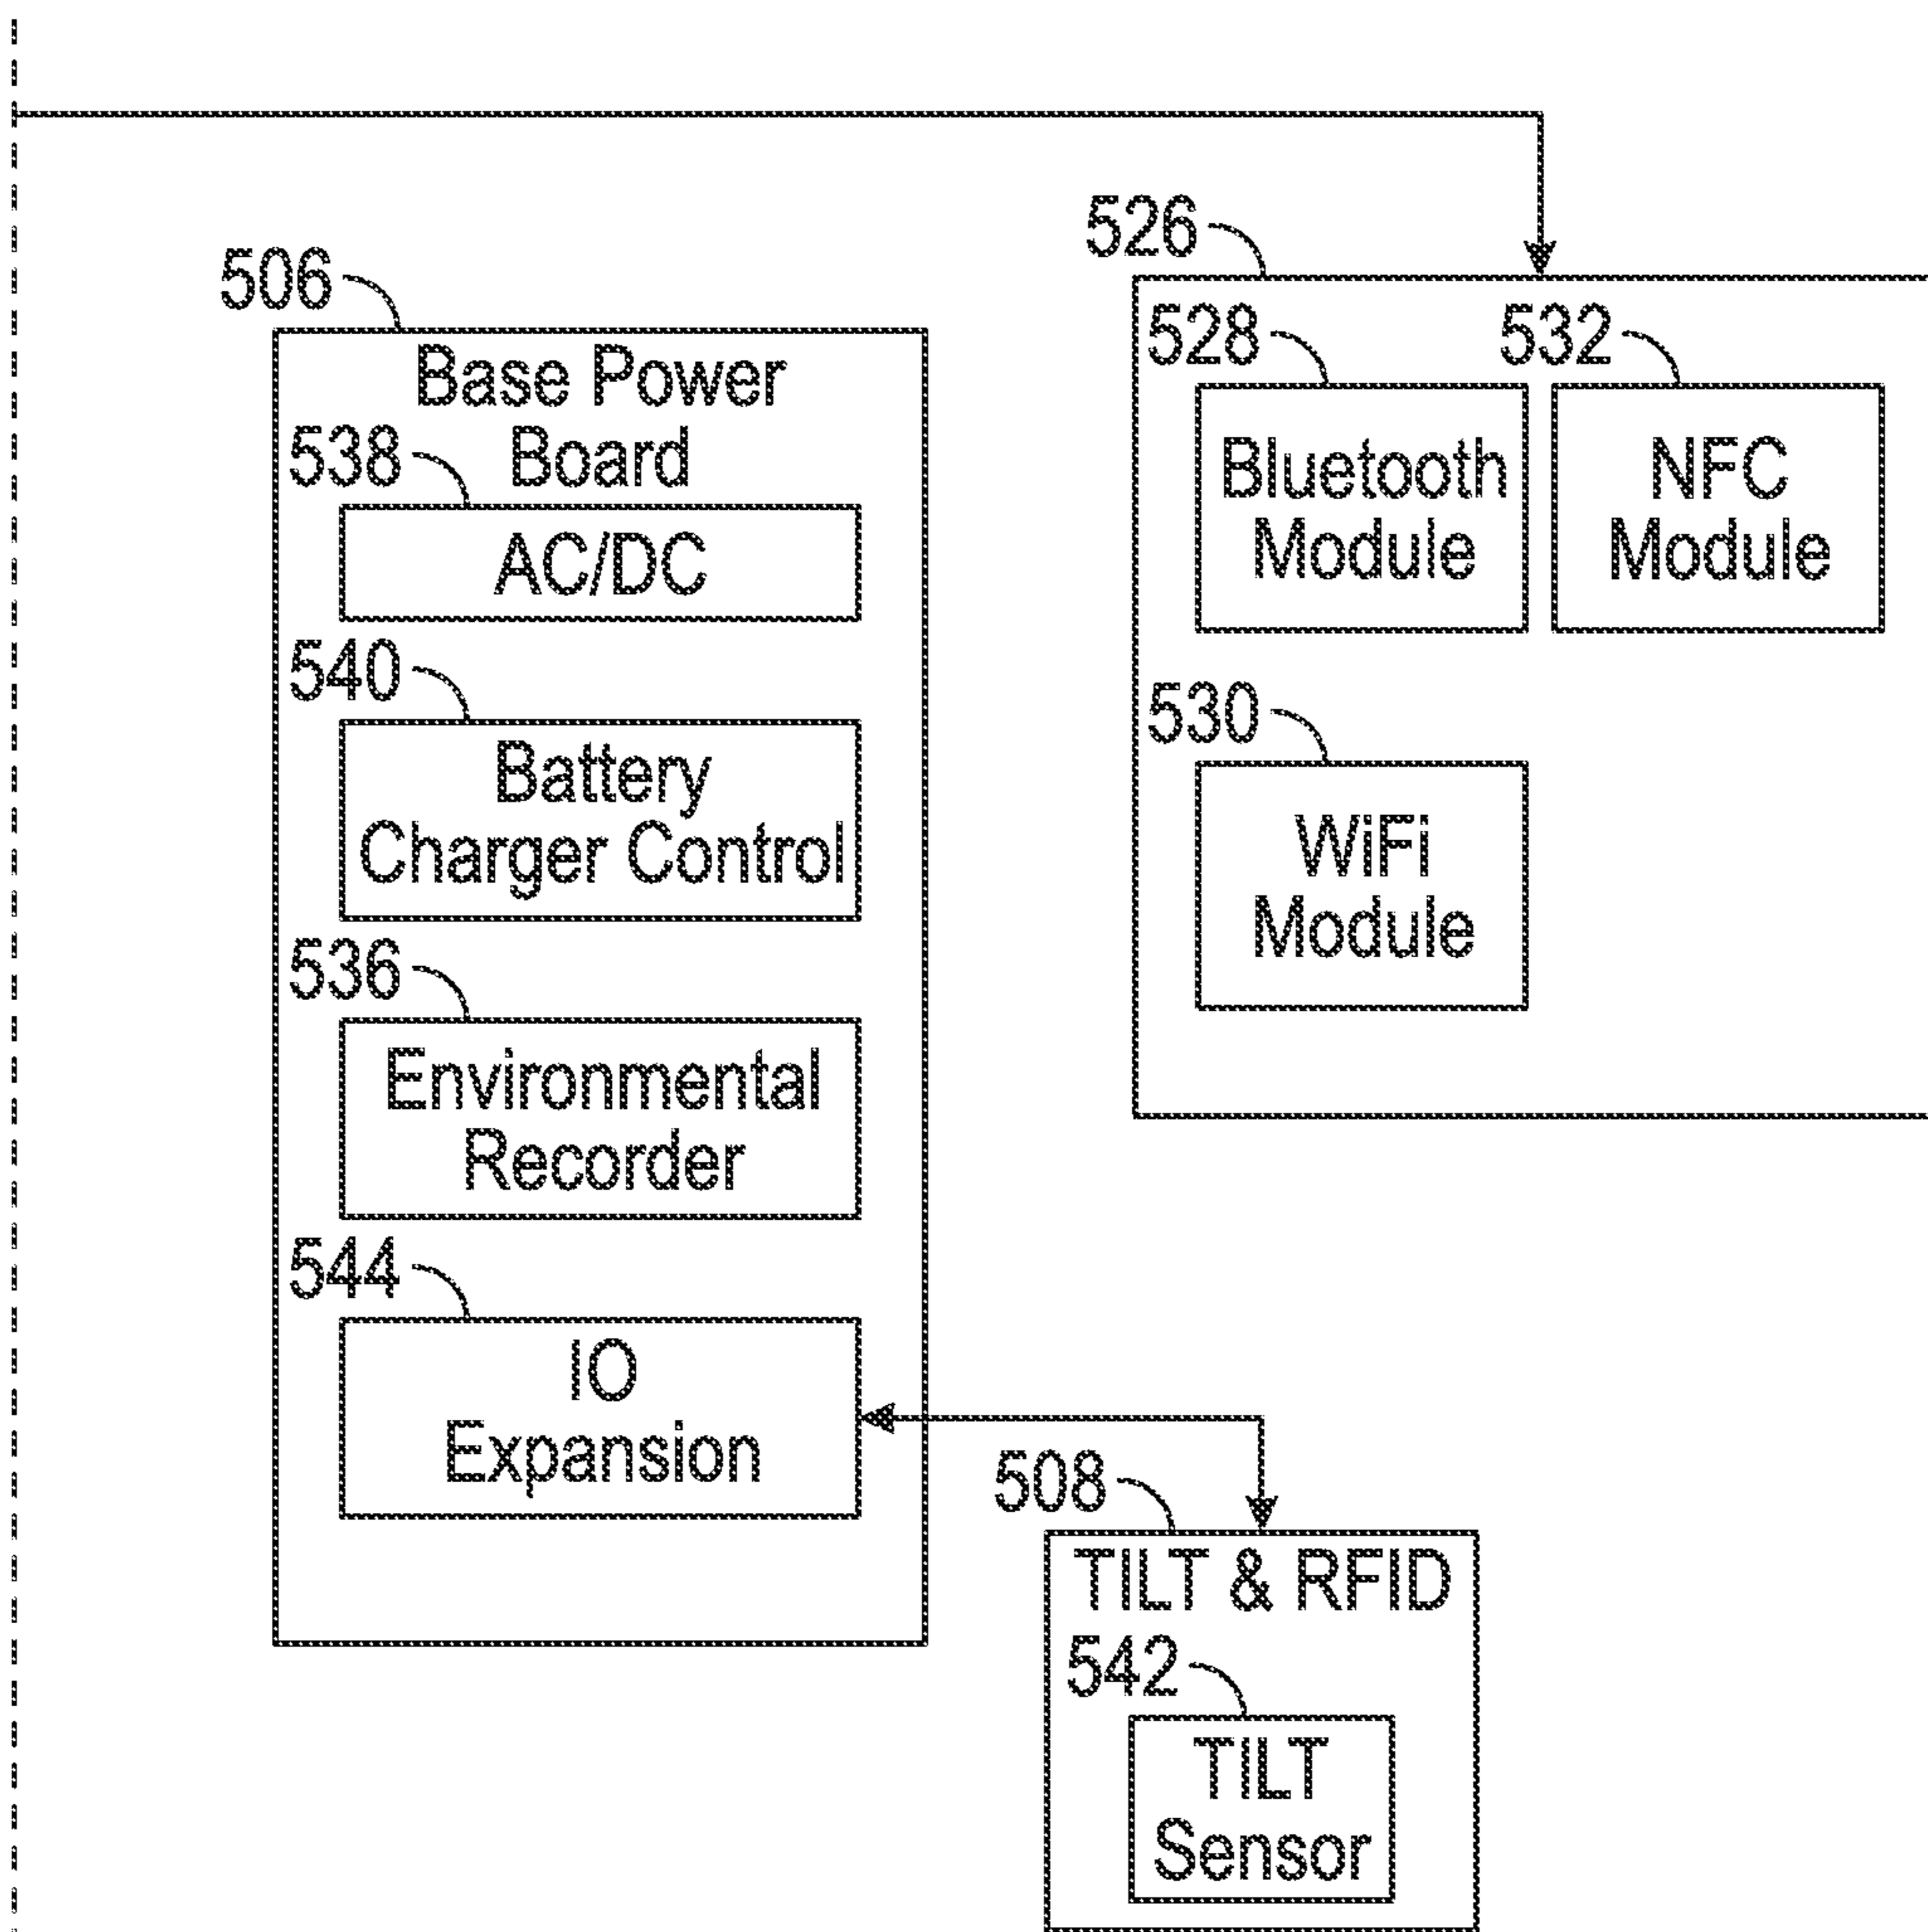 506
Base Power
Board
538
AC/DC
540
Battery
Charger Control
536
Environmental
Recorder
544
IO
Expansion
526
528
Bluetooth
Module
532
NFC
Module
530
WiFi
Module
508
TILT & RFID
542
TILT
Sensor